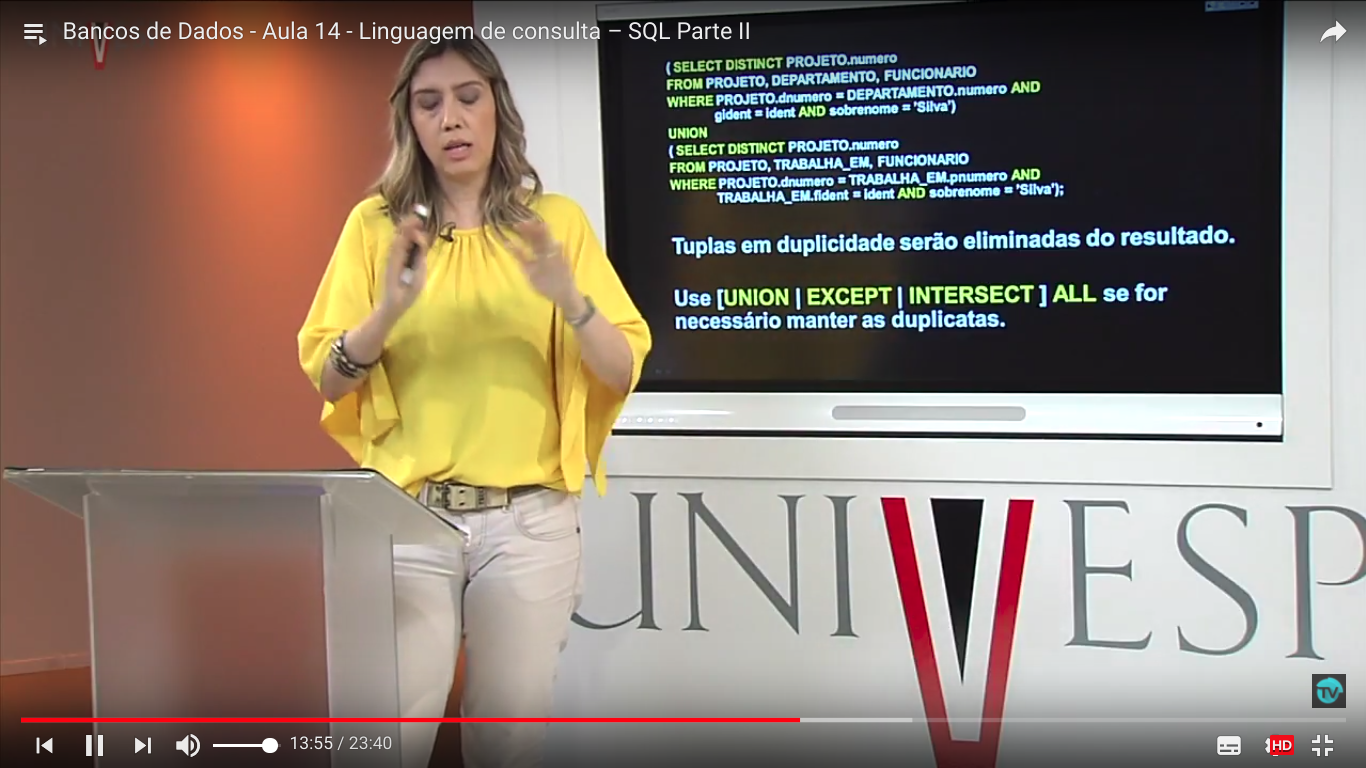 Bancos de Dados - Aula 14 - Linguagem de consulta – SQL Parte II
( SELECT DISTINCT PROJETO.numero
FROM PROJETO, DEPARTAMENTO, FUNCIONARIO
WHERE PROJETO.dnumero = DEPARTAMENTO.numero AND
gident = ident AND sobrenome = 'Silva')
UNION
( SELECT DISTINCT PROJETO.numero
FROM PROJETO, TRABALHA_EM, FUNCIONARIO
WHERE PROJETO.dnumero = TRABALHA_EM.pnumero AND
TRABALHA_EM.fident = ident AND sobrenome = 'Silva');
Tuplas em duplicidade serão eliminadas do resultado.
Use [UNION | EXCEPT | INTERSECT ] ALL se for
necessário manter as duplicatas.
UNIVESP
TV
13:55 / 23:40
HD